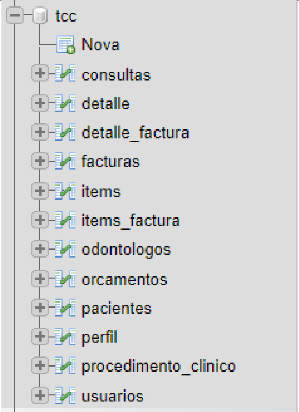 tcc
Nova
consultas
detalle
detalle_factura
facturas
items
items_factura
odontologos
orcamentos
pacientes
perfil
procedimento_clinico
usuarios